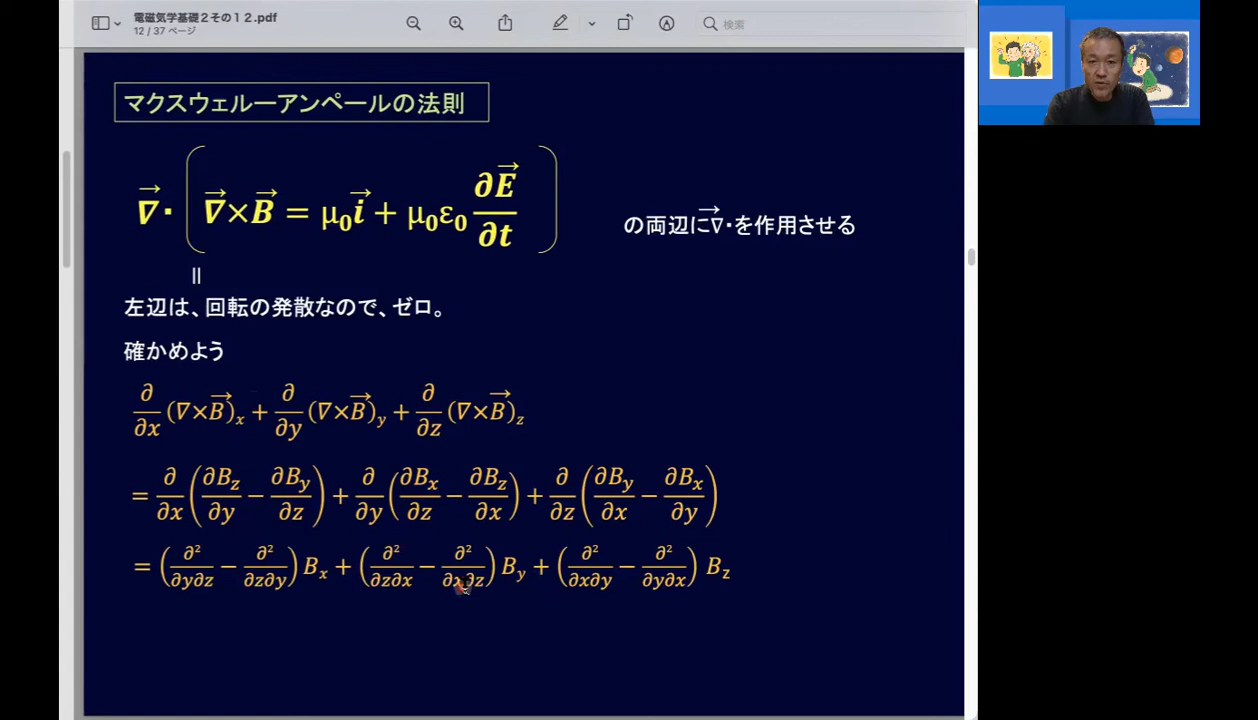 電磁気学基礎２その１２.pdf
12 / 37 ページ
検索
マクスウェルーアンペールの法則
∇⃗· ( ∇⃗×B⃗ = μ₀i⃗ + μ₀ε₀ ∂E⃗/∂t ) の両辺に∇⃗·を作用させる
||
左辺は、回転の発散なので、ゼロ。
確かめよう
∂/∂x (∇×B⃗)_x + ∂/∂y (∇×B⃗)_y + ∂/∂z (∇×B⃗)_z
= ∂/∂x (∂B_z/∂y − ∂B_y/∂z) + ∂/∂y (∂B_x/∂z − ∂B_z/∂x) + ∂/∂z (∂B_y/∂x − ∂B_x/∂y)
= (∂²/∂y∂z − ∂²/∂z∂y) B_x + (∂²/∂z∂x − ∂²/∂x∂z) B_y + (∂²/∂x∂y − ∂²/∂y∂x) B_z